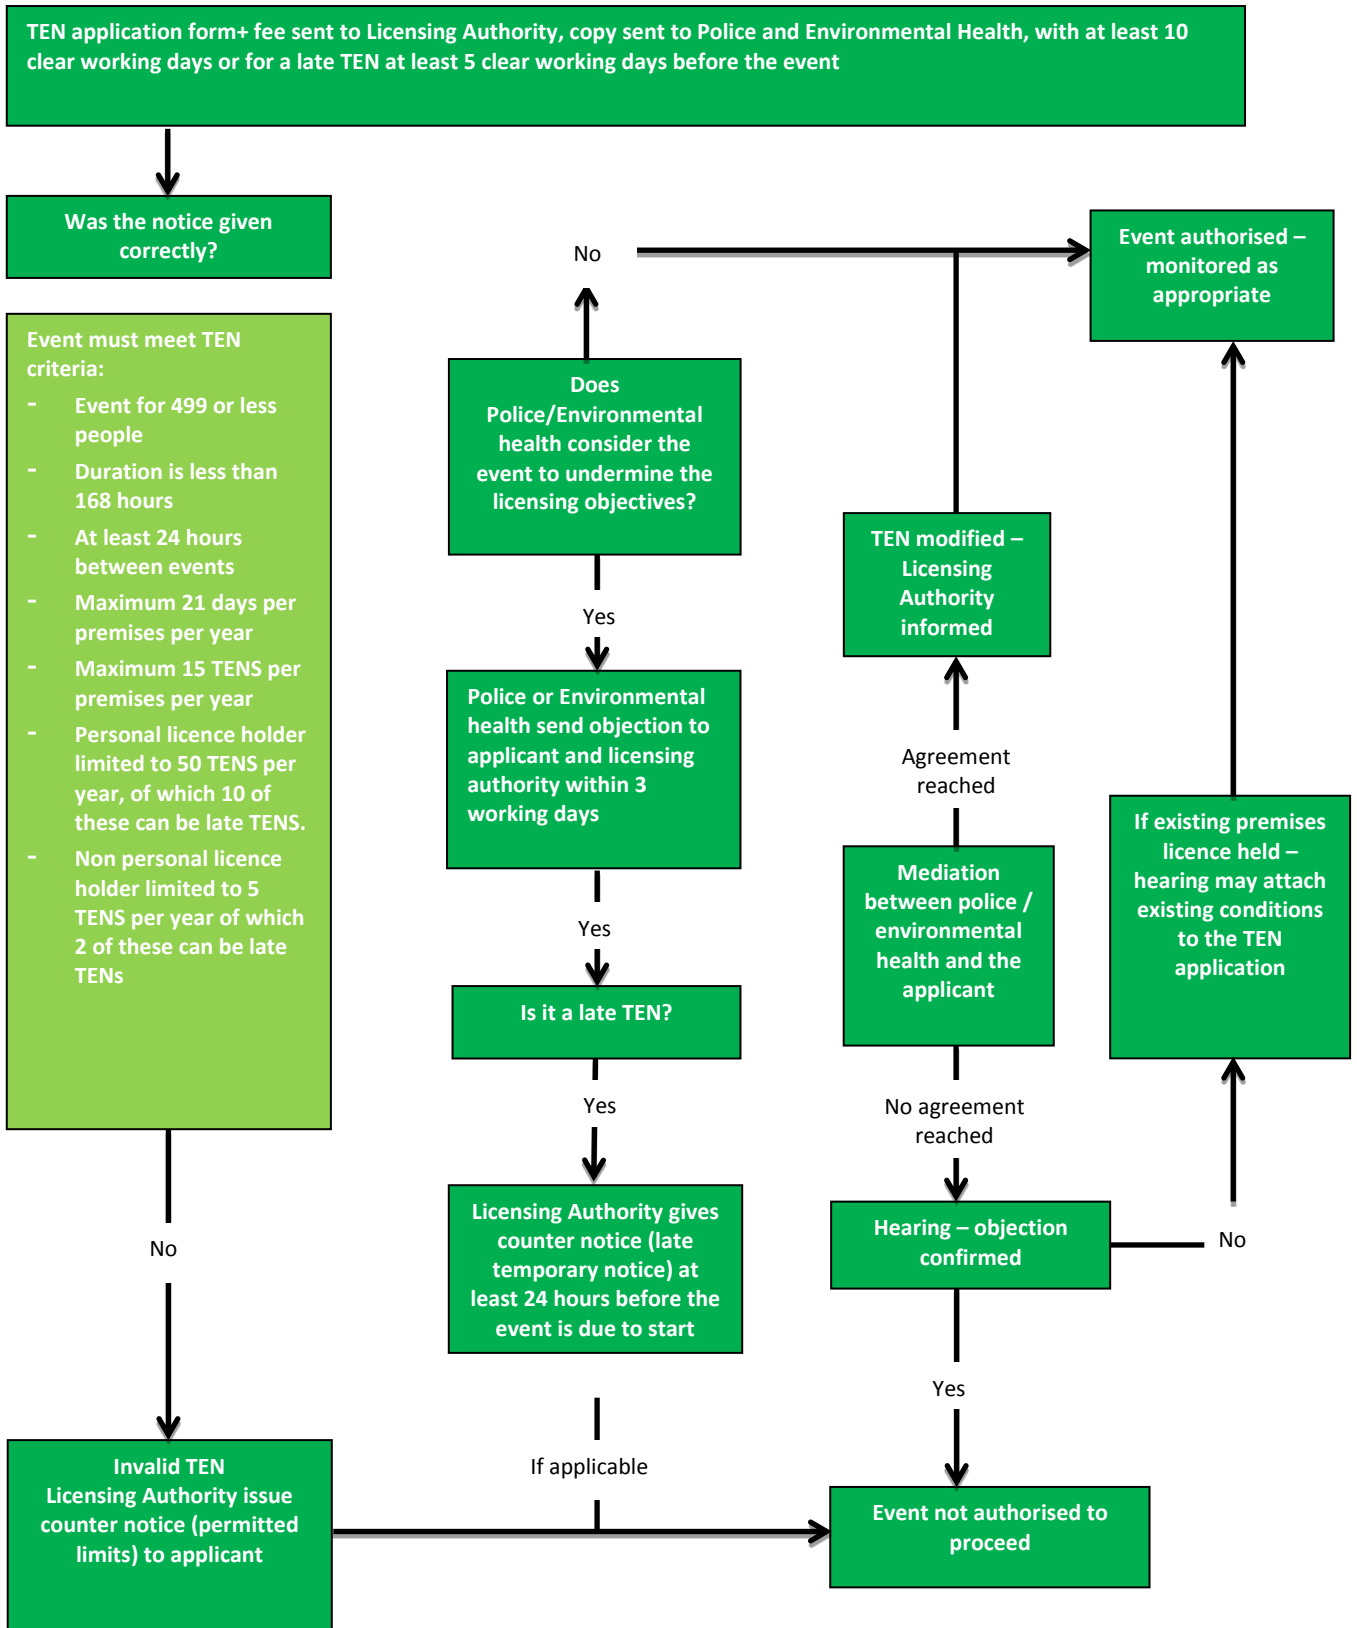 TEN application form+ fee sent to Licensing Authority, copy sent to Police and Environmental Health, with at least 10
clear working days or for a late TEN at least 5 clear working days before the event
Was the notice given
correctly?
Event must meet TEN
criteria:
- Event for 499 or less
people
- Duration is less than
168 hours
- At least 24 hours
between events
- Maximum 21 days per
premises per year
- Maximum 15 TENS per
premises per year
- Personal licence holder
limited to 50 TENS per
year, of which 10 of
these can be late TENS.
- Non personal licence
holder limited to 5
TENS per year of which
2 of these can be late
TENs
No
Invalid TEN
Licensing Authority issue
counter notice (permitted
limits) to applicant
No
Does
Police/Environmental
health consider the
event to undermine the
licensing objectives?
Yes
Police or Environmental
health send objection to
applicant and licensing
authority within 3
working days
Yes
Is it a late TEN?
Yes
Licensing Authority gives
counter notice (late
temporary notice) at
least 24 hours before the
event is due to start
If applicable
Event authorised –
monitored as
appropriate
TEN modified –
Licensing
Authority
informed
Agreement
reached
Mediation
between police /
environmental
health and the
applicant
No agreement
reached
Hearing – objection
confirmed
No
If existing premises
licence held –
hearing may attach
existing conditions
to the TEN
application
Yes
Event not authorised to
proceed